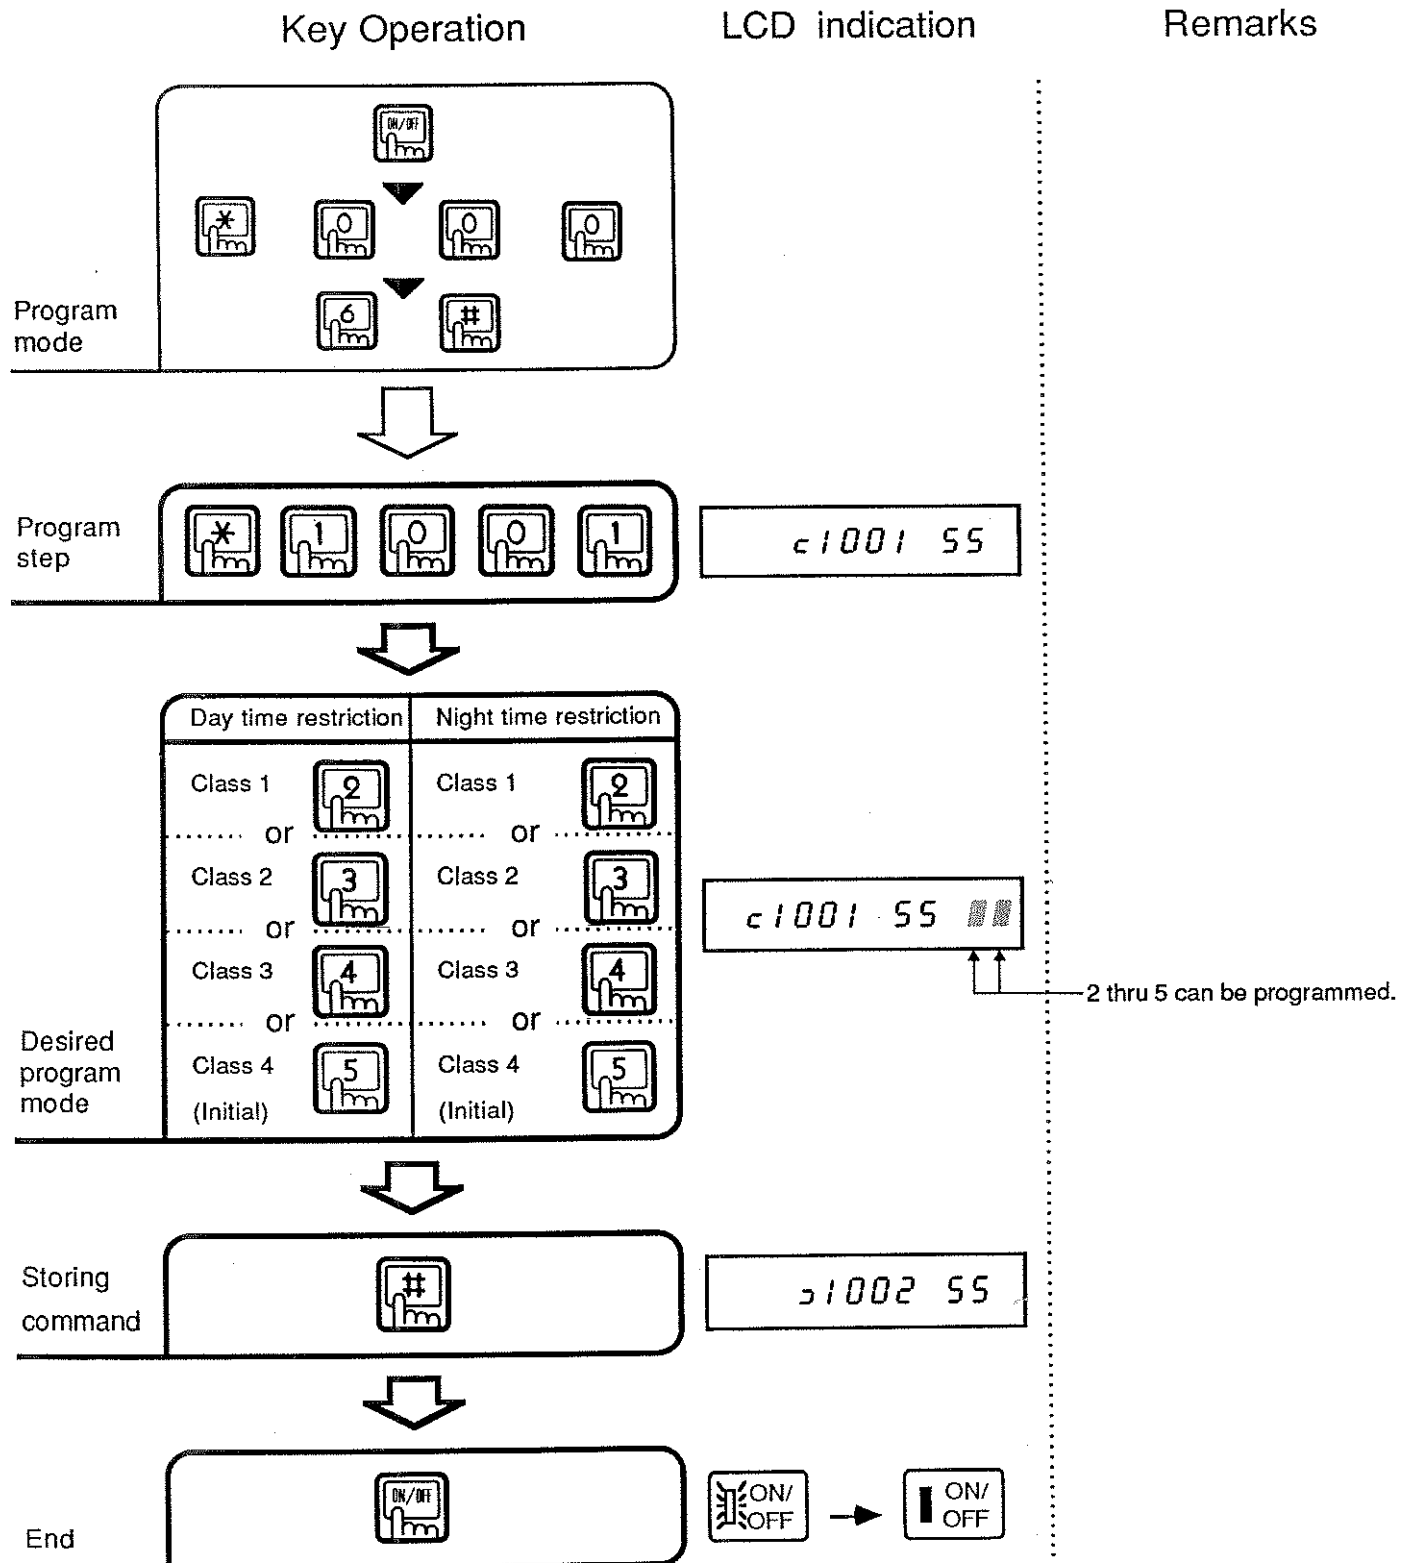 Key Operation LCD indication Remarks
ON/OFF
* 0 0 0
Program
mode
6 #
Program
step
* 1 0 0 1
c1001 55
Day time restriction Night time restriction
Class 1 2 Class 1 2
or or
Class 2 3 Class 2 3
or or
c1001 55
Class 3 4 Class 3 4
2 thru 5 can be programmed.
or or
Desired
program
mode
Class 4 5 Class 4 5
(Initial) (Initial)
Storing
command
#
ɔ1002 55
End
ON/OFF
ON/
OFF
ON/
OFF